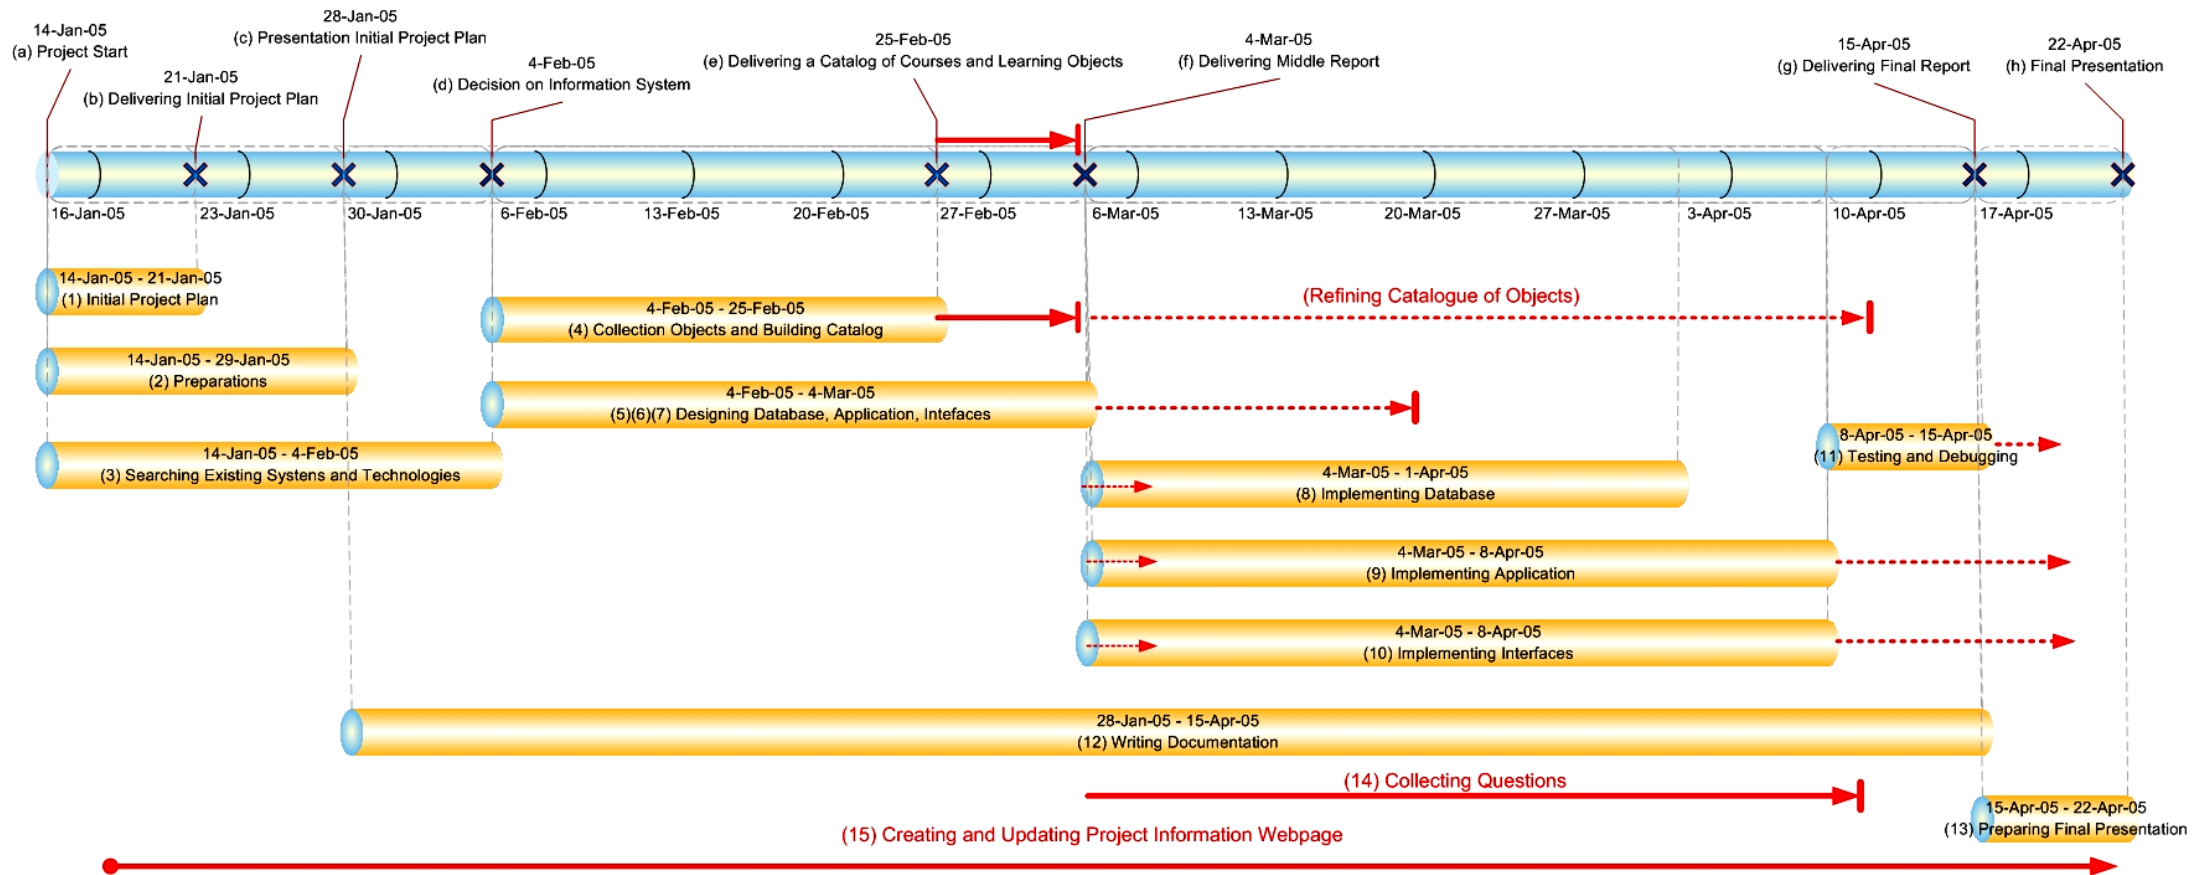 14-Jan-05
(a) Project Start
21-Jan-05
(b) Delivering Initial Project Plan
28-Jan-05
(c) Presentation Initial Project Plan
4-Feb-05
(d) Decision on Information System
25-Feb-05
(e) Delivering a Catalog of Courses and Learning Objects
4-Mar-05
(f) Delivering Middle Report
15-Apr-05
(g) Delivering Final Report
22-Apr-05
(h) Final Presentation
16-Jan-05
23-Jan-05
30-Jan-05
6-Feb-05
13-Feb-05
20-Feb-05
27-Feb-05
6-Mar-05
13-Mar-05
20-Mar-05
27-Mar-05
3-Apr-05
10-Apr-05
17-Apr-05
14-Jan-05 - 21-Jan-05
(1) Initial Project Plan
4-Feb-05 - 25-Feb-05
(4) Collection Objects and Building Catalog
(Refining Catalogue of Objects)
14-Jan-05 - 29-Jan-05
(2) Preparations
4-Feb-05 - 4-Mar-05
(5)(6)(7) Designing Database, Application, Intefaces
8-Apr-05 - 15-Apr-05
(11) Testing and Debugging
14-Jan-05 - 4-Feb-05
(3) Searching Existing Systens and Technologies
4-Mar-05 - 1-Apr-05
(8) Implementing Database
4-Mar-05 - 8-Apr-05
(9) Implementing Application
4-Mar-05 - 8-Apr-05
(10) Implementing Interfaces
28-Jan-05 - 15-Apr-05
(12) Writing Documentation
(14) Collecting Questions
15-Apr-05 - 22-Apr-05
(13) Preparing Final Presentation
(15) Creating and Updating Project Information Webpage